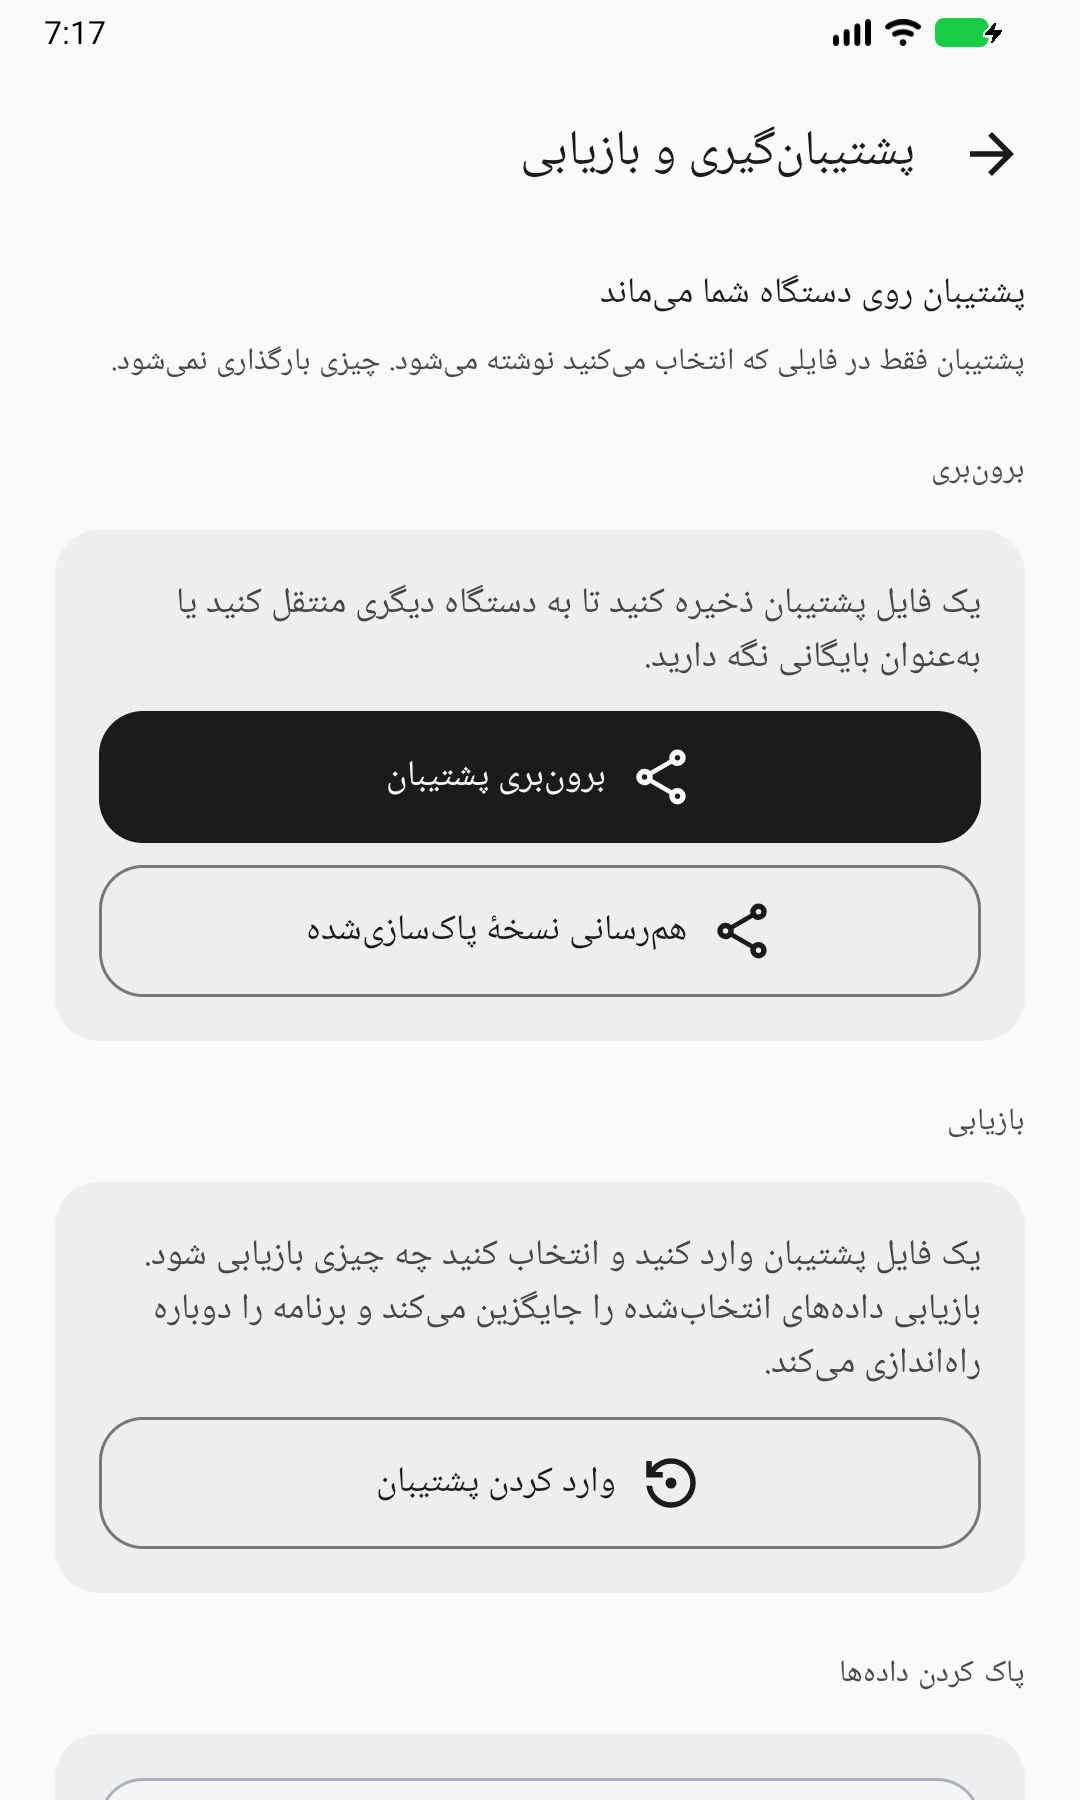 7:17
پشتیبان‌گیری و بازیابی
پشتیبان روی دستگاه شما می‌ماند
پشتیبان فقط در فایلی که انتخاب می‌کنید نوشته می‌شود. چیزی بارگذاری نمی‌شود.
برون‌بری
یک فایل پشتیبان ذخیره کنید تا به دستگاه دیگری منتقل کنید یا
به‌عنوان بایگانی نگه دارید.
برون‌بری پشتیبان
هم‌رسانی نسخهٔ پاک‌سازی‌شده
بازیابی
یک فایل پشتیبان وارد کنید و انتخاب کنید چه چیزی بازیابی شود.
بازیابی داده‌های انتخاب‌شده را جایگزین می‌کند و برنامه را دوباره
راه‌اندازی می‌کند.
وارد کردن پشتیبان
پاک کردن داده‌ها